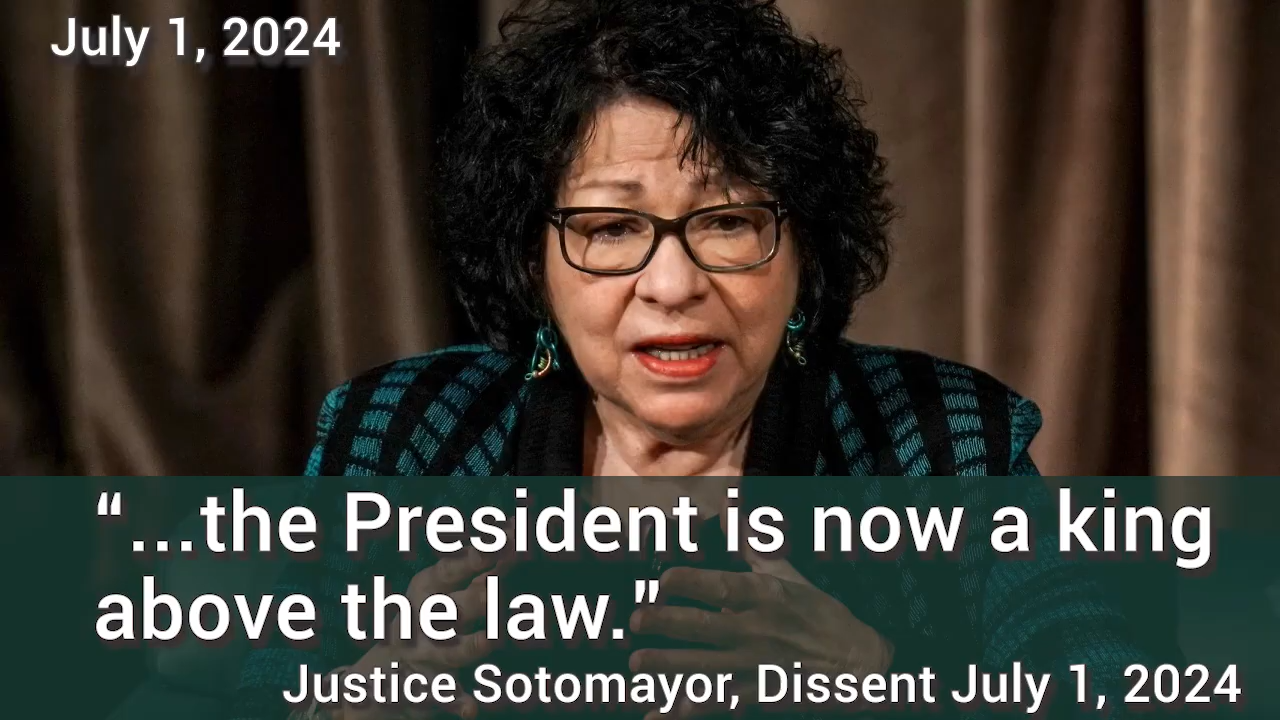 July 1, 2024
“...the President is now a king
above the law.”
Justice Sotomayor, Dissent July 1, 2024